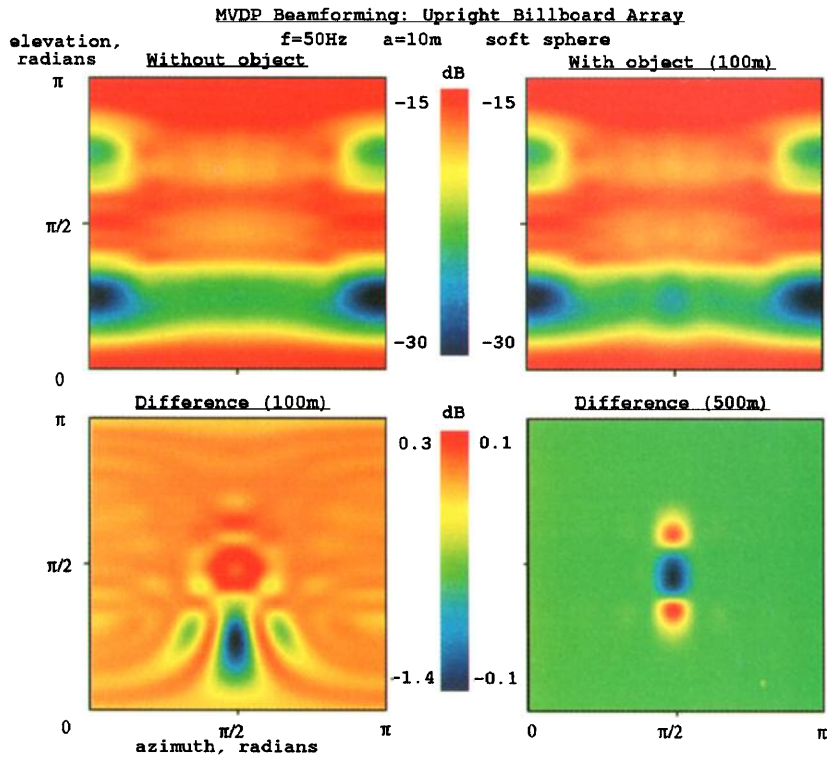 MVDP Beamforming: Upright Billboard Array
f=50Hz a=10m soft sphere
elevation, radians
Without object
With object (100m)
dB
π
-15 -15
π/2
-30 -30
0
Difference (100m)
Difference (500m)
dB
π
0.3 0.1
π/2
-1.4 -0.1
0
π/2 π
0 π/2 π
azimuth, radians